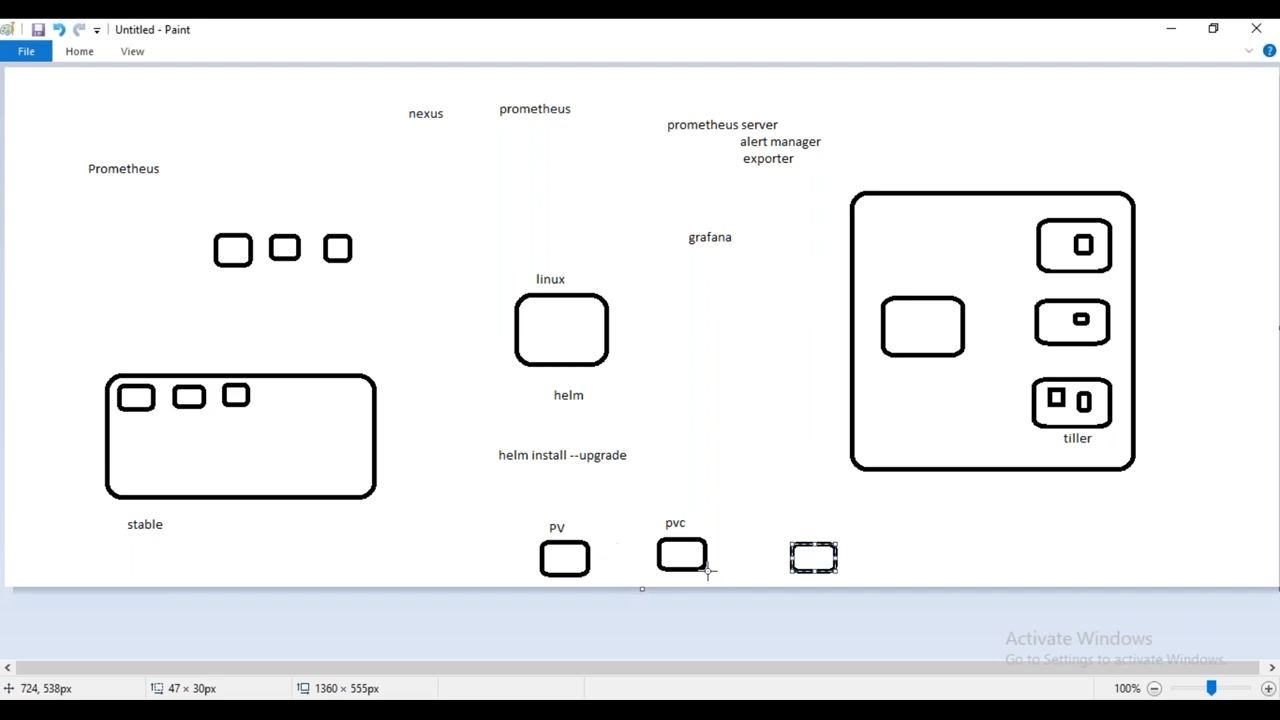 Untitled - Paint
File Home View
nexus
prometheus
prometheus server
alert manager
exporter
Prometheus
grafana
linux
helm
tiller
helm install --upgrade
stable
PV
pvc
Activate Windows
Go to Settings to activate Windows.
724, 538px
47 × 30px
1360 × 555px
100%